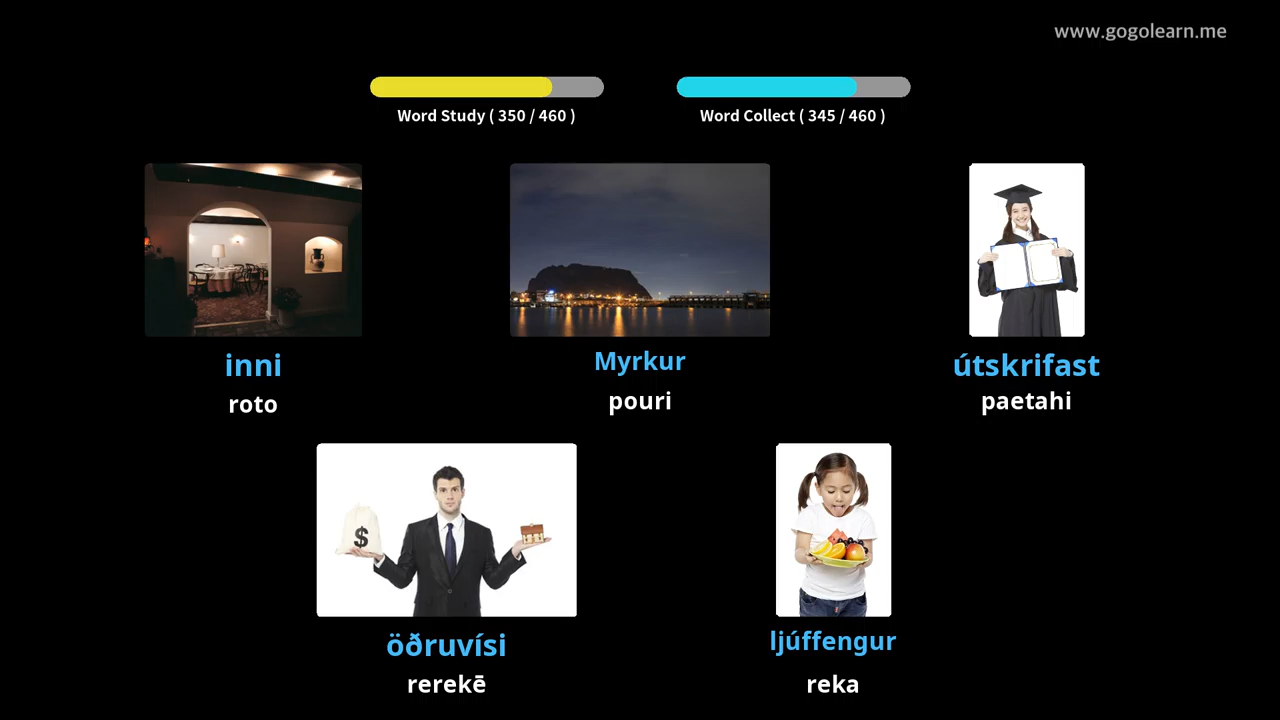 www.gogolearn.me
Word Study ( 350 / 460 )
Word Collect ( 345 / 460 )
inni
roto
Myrkur
pouri
útskrifast
paetahi
$
öðruvísi
rerekē
ljúffengur
reka